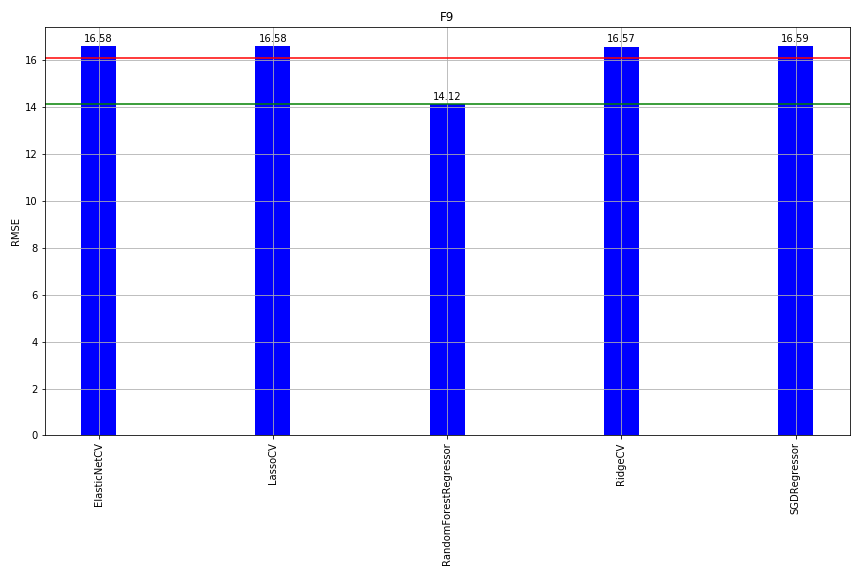 F9
16.58
16.58
14.12
16.57
16.59
16
14
12
10
8
6
4
2
0
RMSE
ElasticNetCV
LassoCV
RandomForestRegressor
RidgeCV
SGDRegressor